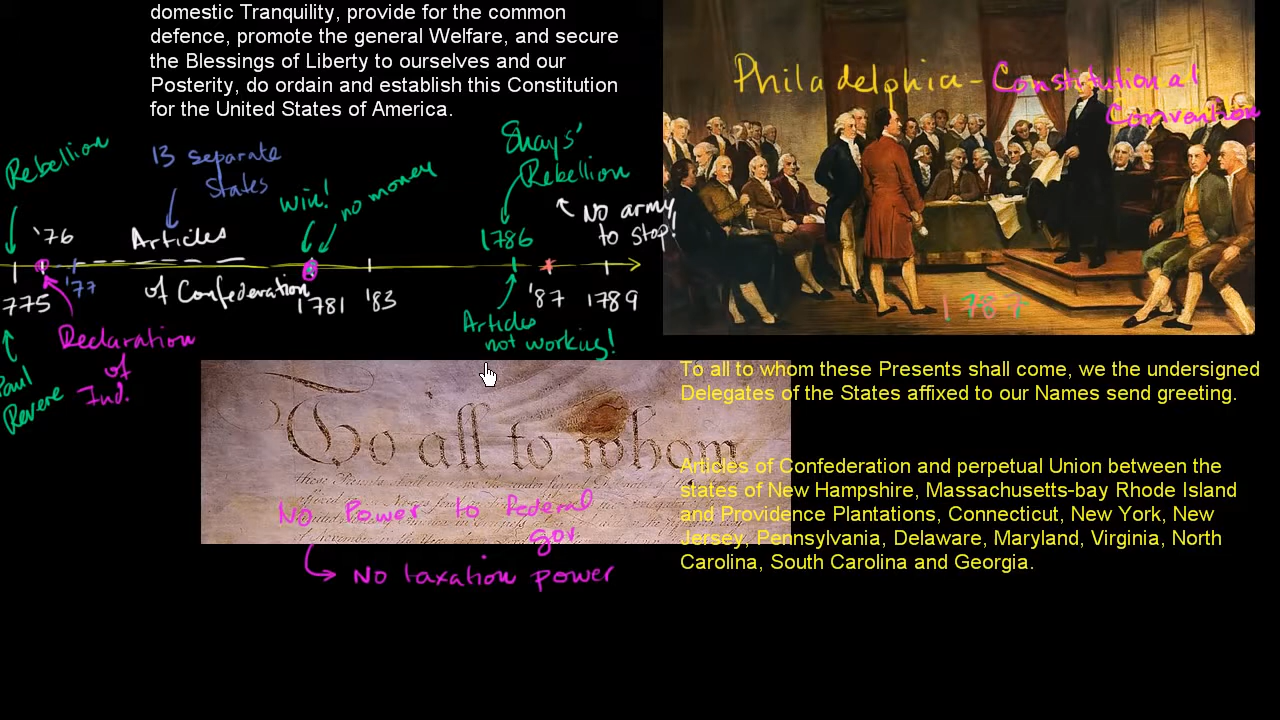 domestic Tranquility, provide for the common
defence, promote the general Welfare, and secure
the Blessings of Liberty to ourselves and our
Posterity, do ordain and establish this Constitution
for the United States of America.
Philadelphia - Constitutional
Convention
Rebellion
13 separate
States
win!
no money
Shays'
Rebellion
No army
to stop!
'76
Articles
1786
'77
of Confederation
775
1781
'83
'87
1789
1787
Declaration
of
Ind.
Articles
not working!
Paul
Revere
To all to whom
No Power to Federal
gov
No taxation power
To all to whom these Presents shall come, we the undersigned
Delegates of the States affixed to our Names send greeting.
Articles of Confederation and perpetual Union between the
states of New Hampshire, Massachusetts-bay Rhode Island
and Providence Plantations, Connecticut, New York, New
Jersey, Pennsylvania, Delaware, Maryland, Virginia, North
Carolina, South Carolina and Georgia.